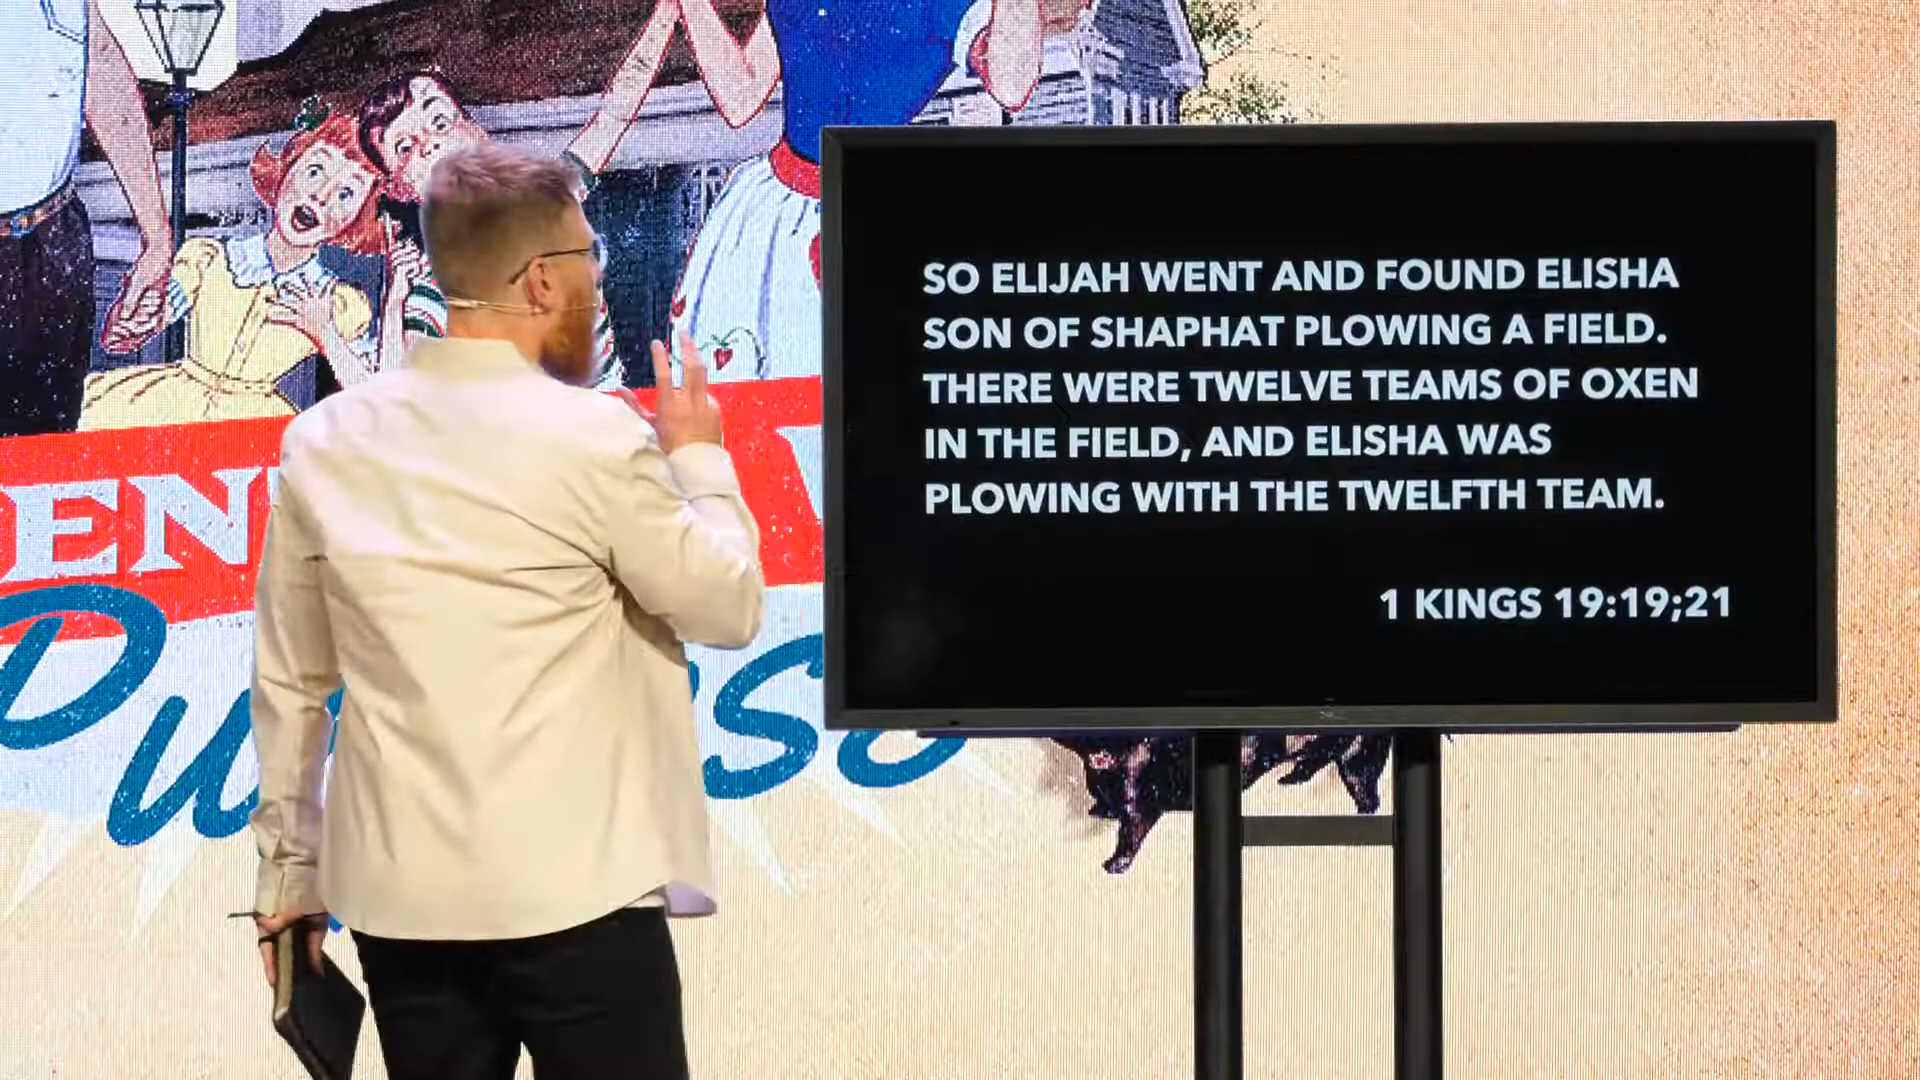 SO ELIJAH WENT AND FOUND ELISHA
SON OF SHAPHAT PLOWING A FIELD.
THERE WERE TWELVE TEAMS OF OXEN
IN THE FIELD, AND ELISHA WAS
PLOWING WITH THE TWELFTH TEAM.
1 KINGS 19:19;21
EN